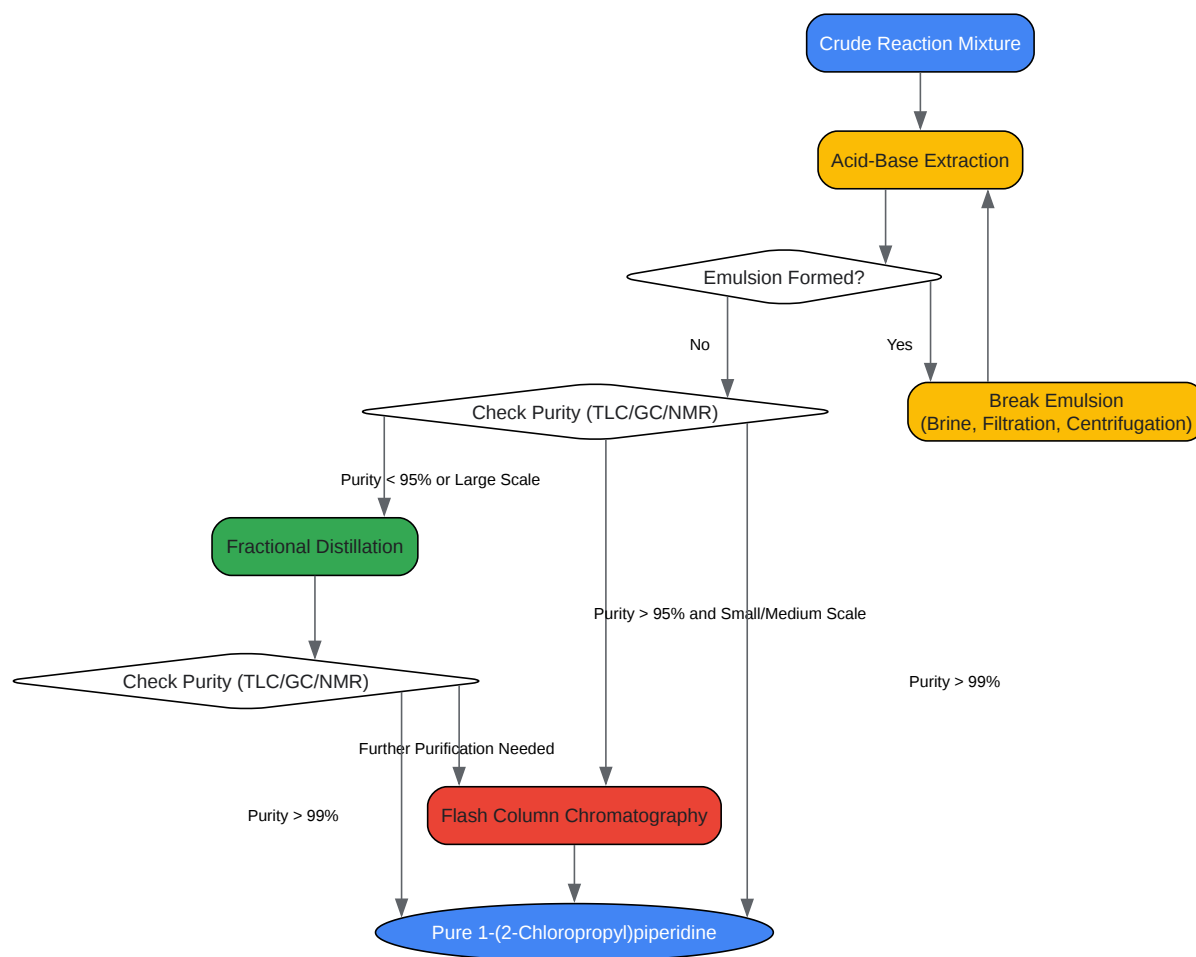 Crude Reaction Mixture
Acid-Base Extraction
Emulsion Formed?
No
Yes
Break Emulsion
(Brine, Filtration, Centrifugation)
Check Purity (TLC/GC/NMR)
Purity < 95% or Large Scale
Fractional Distillation
Purity > 95% and Small/Medium Scale
Check Purity (TLC/GC/NMR)
Purity > 99%
Further Purification Needed
Flash Column Chromatography
Purity > 99%
Pure 1-(2-Chloropropyl)piperidine